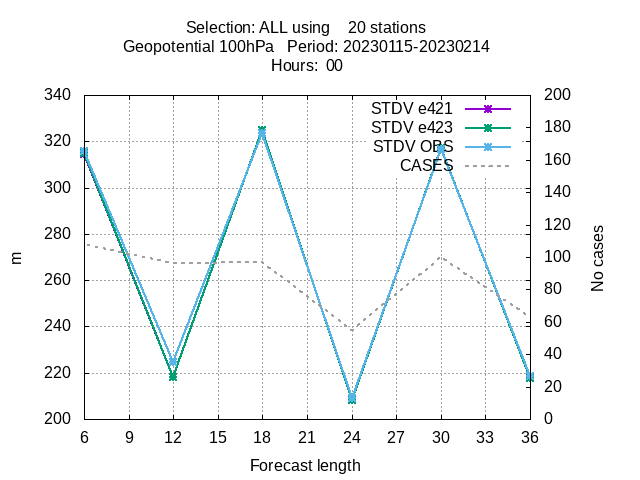 Selection: ALL using    20 stations
Geopotential 100hPa   Period: 20230115-20230214
Hours:  00
STDV e421
STDV e423
STDV OBS
CASES
m
340
320
300
280
260
240
220
200
No cases
200
180
160
140
120
100
80
60
40
20
0
6 9 12 15 18 21 24 27 30 33 36
Forecast length